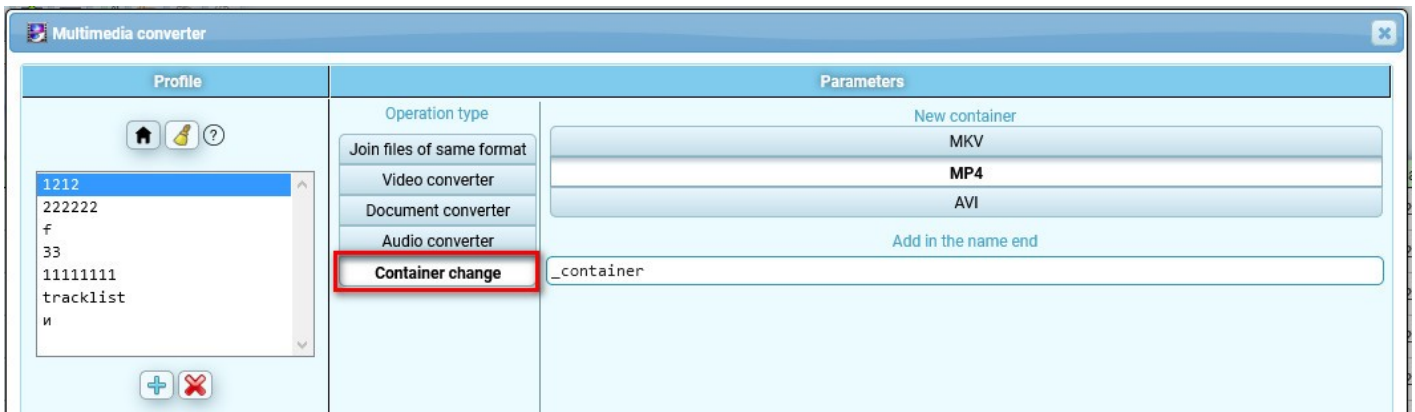 Multimedia converter
Profile
Parameters
Operation type
New container
Join files of same format
Video converter
Document converter
Audio converter
Container change
MKV
MP4
AVI
Add in the name end
_container
?
1212
222222
f
33
11111111
tracklist
и